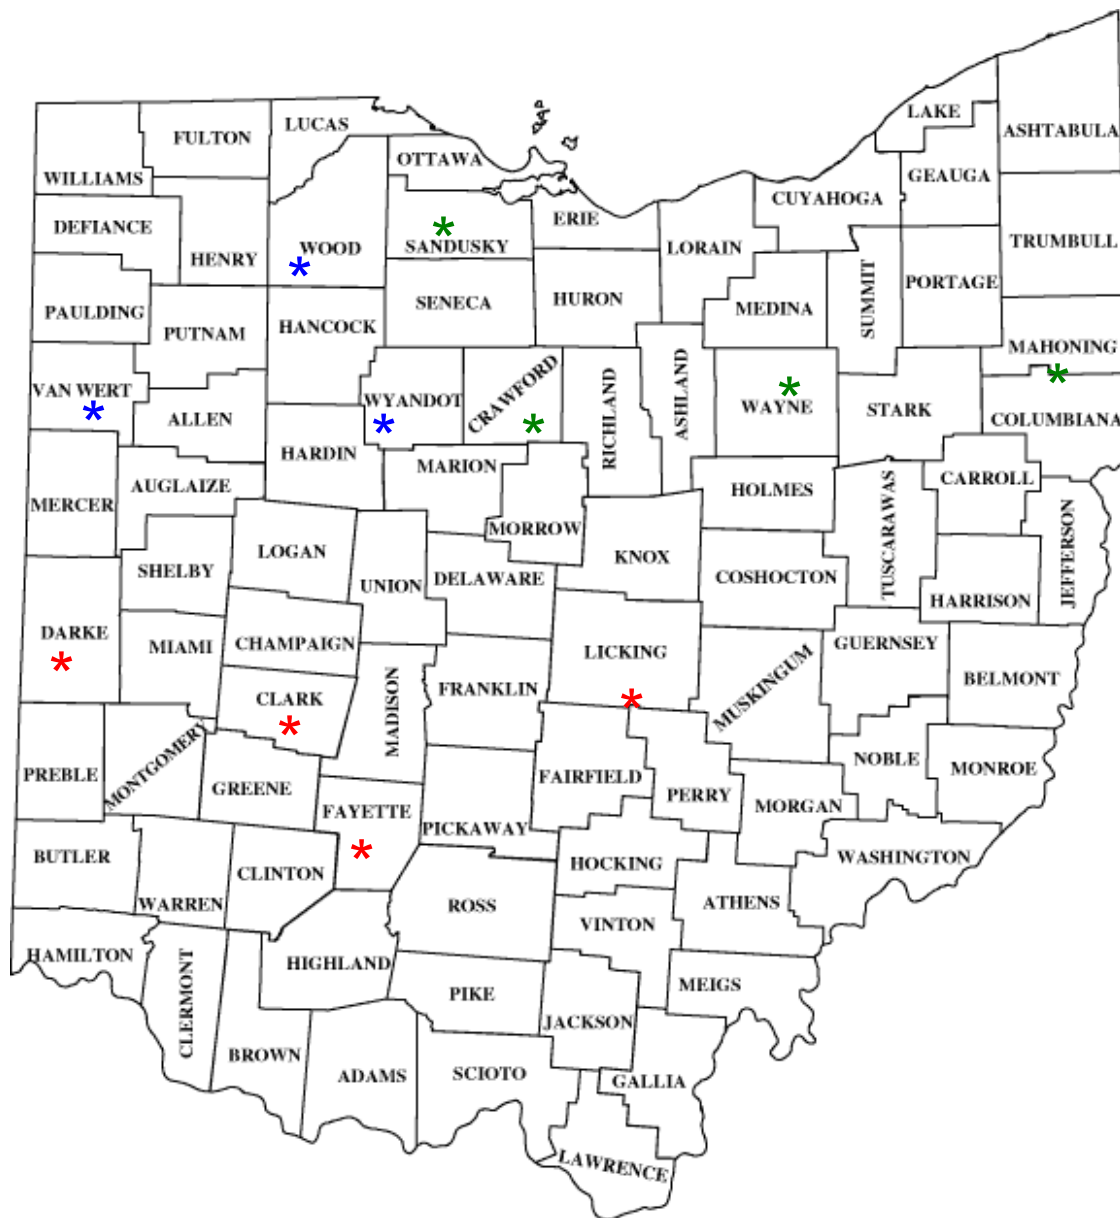 LAKE
ASHTABULA
LUCAS
FULTON
OTTAWA
GEAUGA
WILLIAMS
CUYAHOGA
DEFIANCE
ERIE
WOOD
*
SANDUSKY
*
LORAIN
TRUMBULL
HENRY
PORTAGE
SENECA
HURON
SUMMIT
PAULDING
MEDINA
HANCOCK
PUTNAM
MAHONING
*
VAN WERT
*
WYANDOT
*
CRAWFORD
*
RICHLAND
ASHLAND
WAYNE
*
STARK
COLUMBIANA
ALLEN
HARDIN
MARION
CARROLL
AUGLAIZE
HOLMES
MERCER
MORROW
TUSCARAWAS
JEFFERSON
LOGAN
KNOX
SHELBY
UNION
DELAWARE
COSHOCTON
HARRISON
DARKE
*
MIAMI
CHAMPAIGN
LICKING
*
GUERNSEY
MUSKINGUM
BELMONT
CLARK
*
MADISON
FRANKLIN
NOBLE
MONROE
PREBLE
MONTGOMERY
GREENE
FAIRFIELD
PERRY
MORGAN
FAYETTE
*
PICKAWAY
BUTLER
HOCKING
WASHINGTON
CLINTON
WARREN
ROSS
ATHENS
VINTON
HAMILTON
HIGHLAND
CLERMONT
MEIGS
PIKE
JACKSON
BROWN
ADAMS
SCIOTO
GALLIA
LAWRENCE